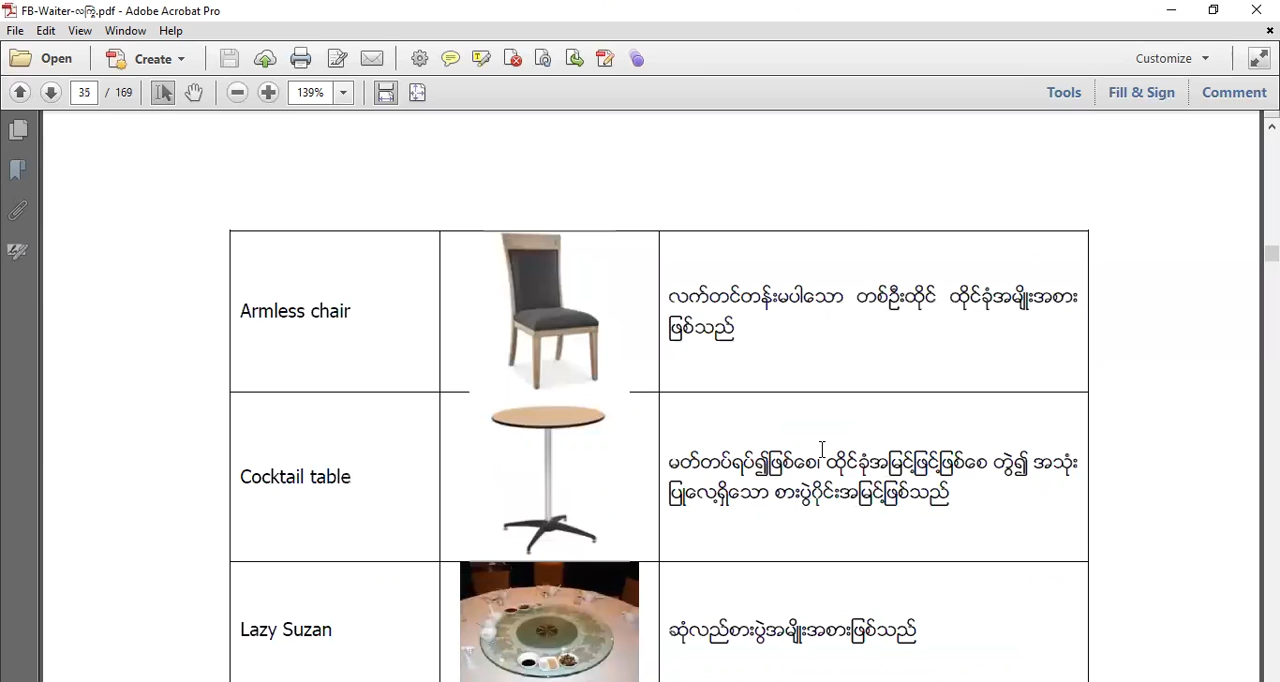 FB-Waiter-လကြွ.pdf - Adobe Acrobat Pro
File Edit View Window Help
Open Create Customize
35 / 169 139% Tools Fill & Sign Comment
Armless chair
လက်တင်တန်းမပါသော တစ်ဦးထိုင် ထိုင်ခုံအမျိုးအစား
ဖြစ်သည်
Cocktail table
မတ်တပ်ရပ်၍ဖြစ်စေ၊ ထိုင်ခုံအမြင့်ဖြင့်ဖြစ်စေ တွဲ၍ အသုံး
ပြုလေ့ရှိသော စားပွဲဝိုင်းအမြင့်ဖြစ်သည်
Lazy Suzan
ဆုံလည်စားပွဲအမျိုးအစားဖြစ်သည်